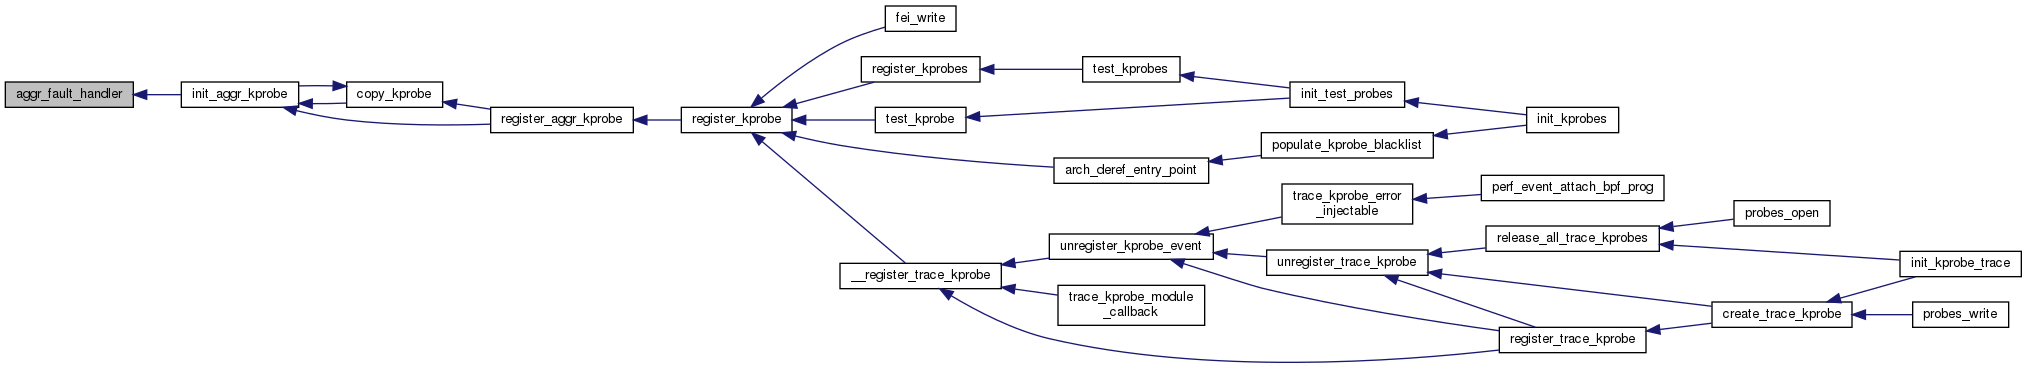 aggr_fault_handler
init_aggr_kprobe
copy_kprobe
register_aggr_kprobe
register_kprobe
fei_write
register_kprobes
test_kprobes
test_kprobe
init_test_probes
init_kprobes
populate_kprobe_blacklist
arch_deref_entry_point
__register_trace_kprobe
unregister_kprobe_event
trace_kprobe_error
_injectable
perf_event_attach_bpf_prog
unregister_trace_kprobe
release_all_trace_kprobes
probes_open
init_kprobe_trace
trace_kprobe_module
_callback
register_trace_kprobe
create_trace_kprobe
probes_write